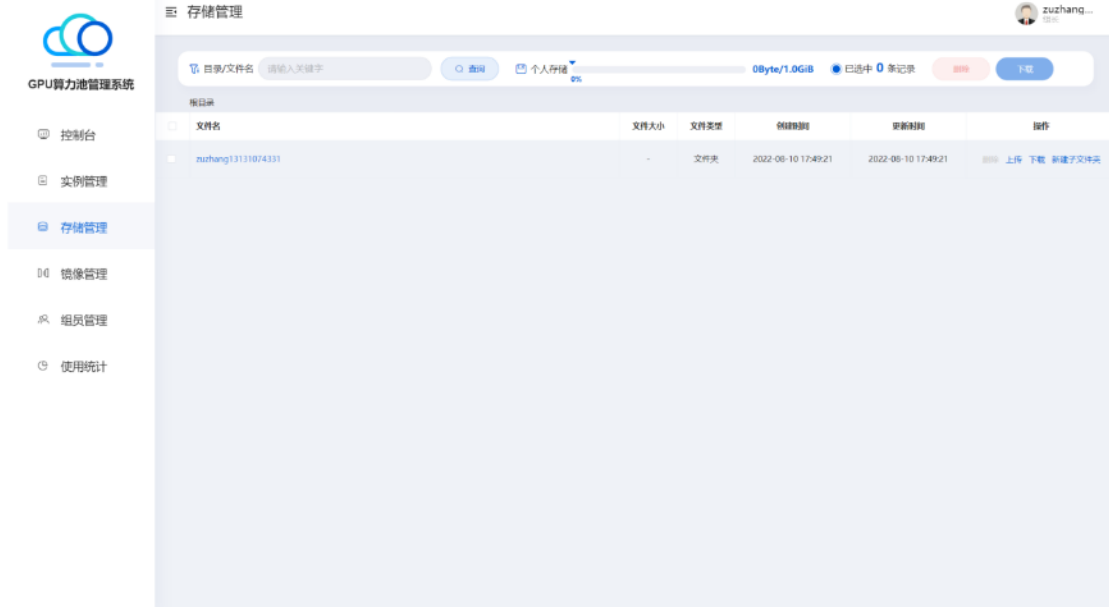 存储管理
zuzhang...
组长
GPU算力池管理系统
目录/文件名 请输入关键字 查询 个人存储 0% 0Byte/1.0GiB 已选中 0 条记录 删除 下载
根目录
文件名 文件大小 文件类型 创建时间 更新时间 操作
zuzhang13131074331 - 文件夹 2022-08-10 17:49:21 2022-08-10 17:49:21 删除 上传 下载 新建子文件夹
控制台
实例管理
存储管理
镜像管理
组员管理
使用统计